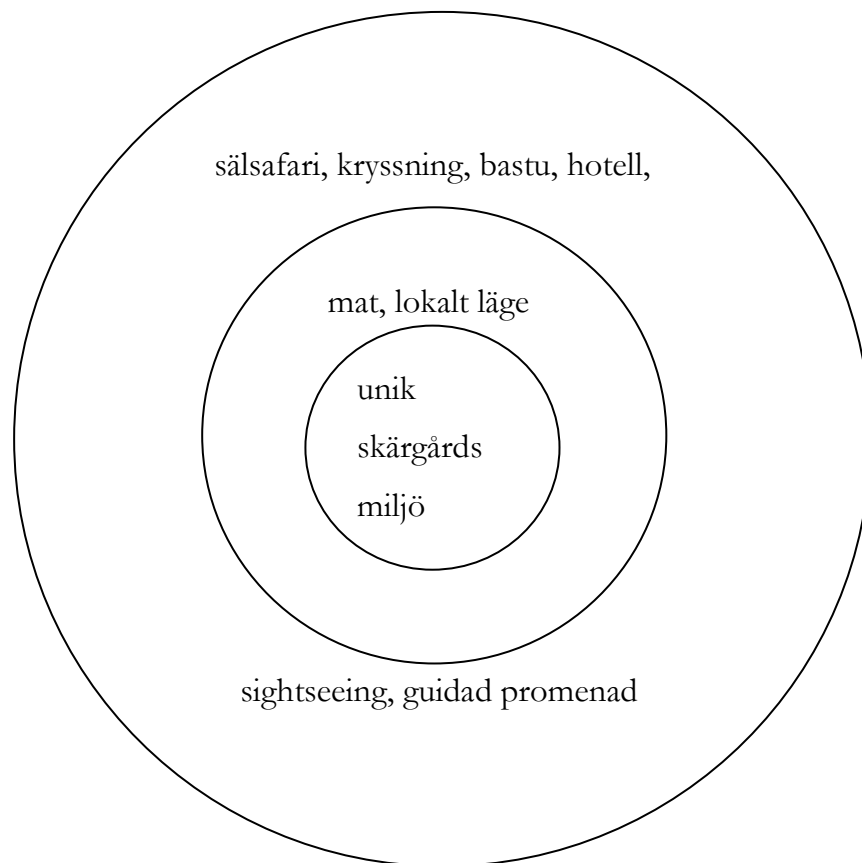 sälsafari, kryssning, bastu, hotell,
mat, lokalt läge
unik
skärgårds
miljö
sightseeing, guidad promenad